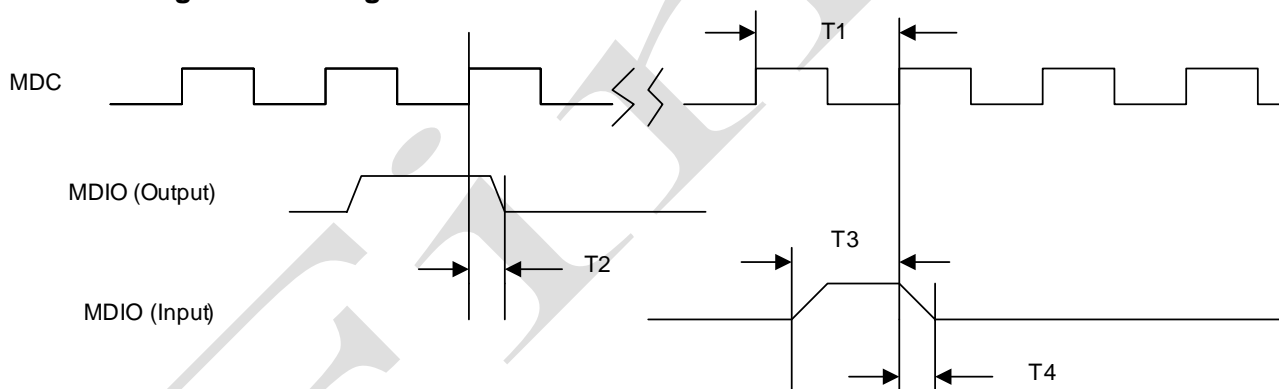 T1
MDC
MDIO (Output)
T3
T2
MDIO (Input)
T4